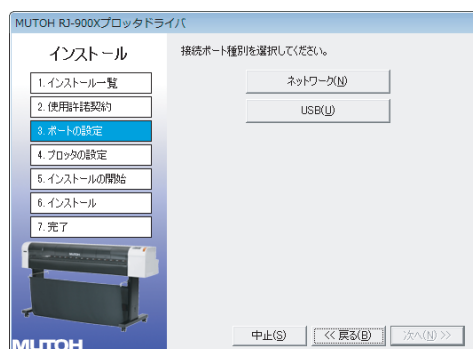 MUTOH RJ-900Xプロッタドライバ
インストール
1. インストール一覧
2. 使用許諾契約
3. ポートの設定
4. プロッタの設定
5. インストールの開始
6. インストール
7. 完了
MUTOH
接続ポート種別を選択してください。
ネットワーク(N)
USB(U)
中止(S)
<< 戻る(B)
次へ(N) >>